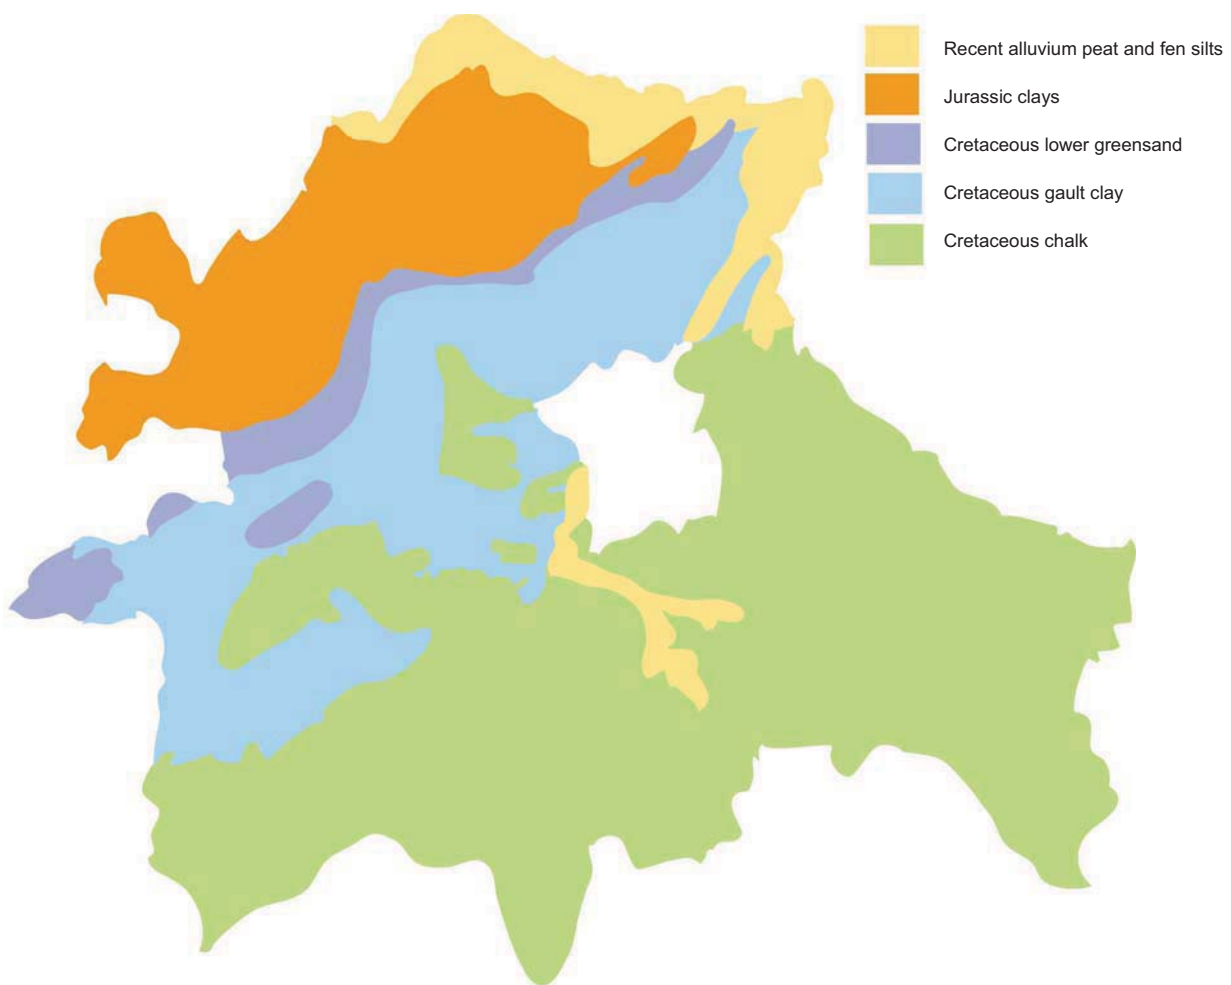 Recent alluvium peat and fen silts
Jurassic clays
Cretaceous lower greensand
Cretaceous gault clay
Cretaceous chalk